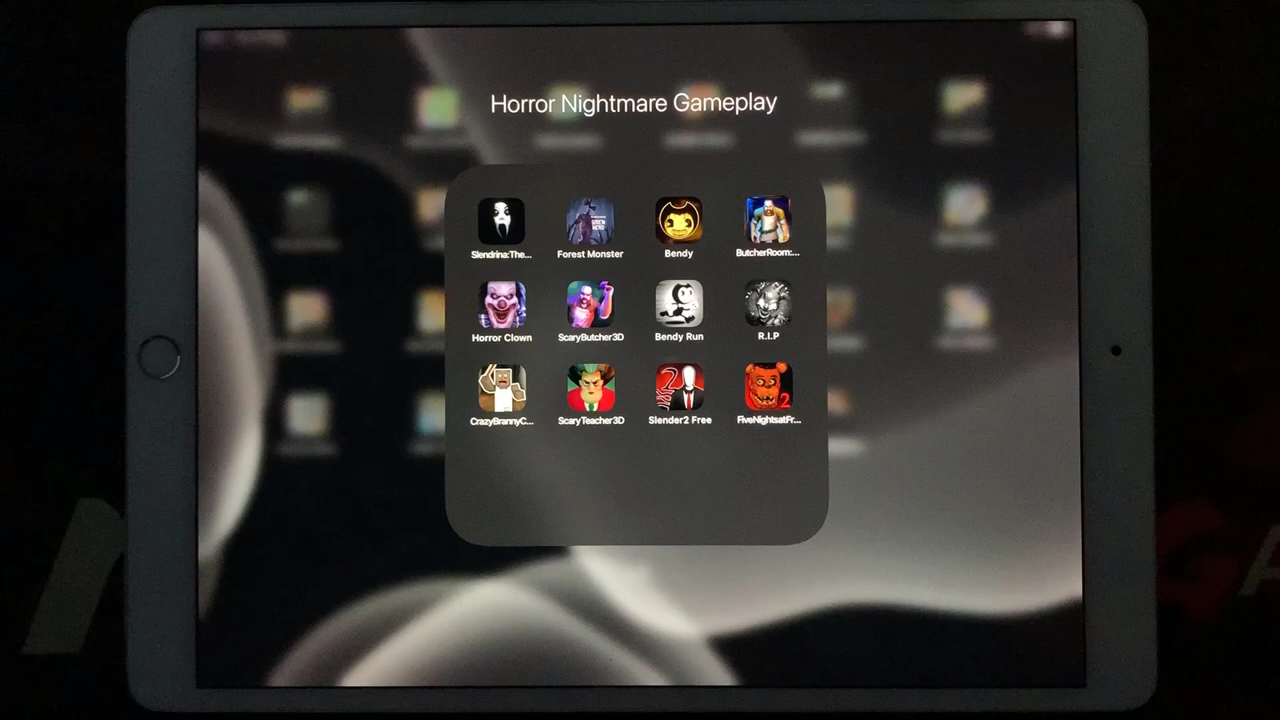 Horror Nightmare Gameplay
Slendrina:The...
Forest Monster
Bendy
ButcherRoom:...
Horror Clown
ScaryButcher3D
Bendy Run
R.I.P
CrazyBrannyC...
ScaryTeacher3D
Slender2 Free
FiveNightsatFr...